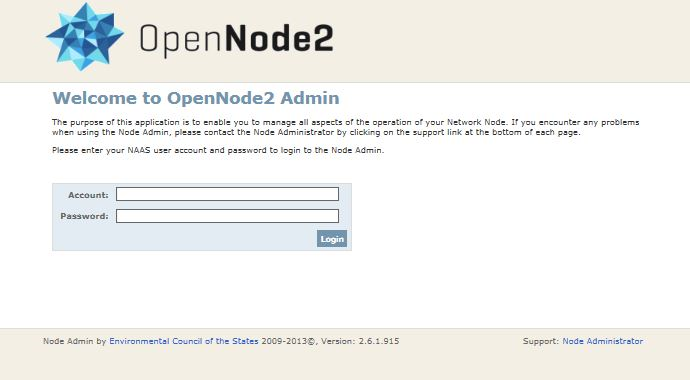 OpenNode2
Welcome to OpenNode2 Admin
The purpose of this application is to enable you to manage all aspects of the operation of your Network Node. If you encounter any problems
when using the Node Admin, please contact the Node Administrator by clicking on the support link at the bottom of each page.
Please enter your NAAS user account and password to login to the Node Admin.
Account:
Password:
Login
Node Admin by Environmental Council of the States 2009-2013©, Version: 2.6.1.915 Support: Node Administrator